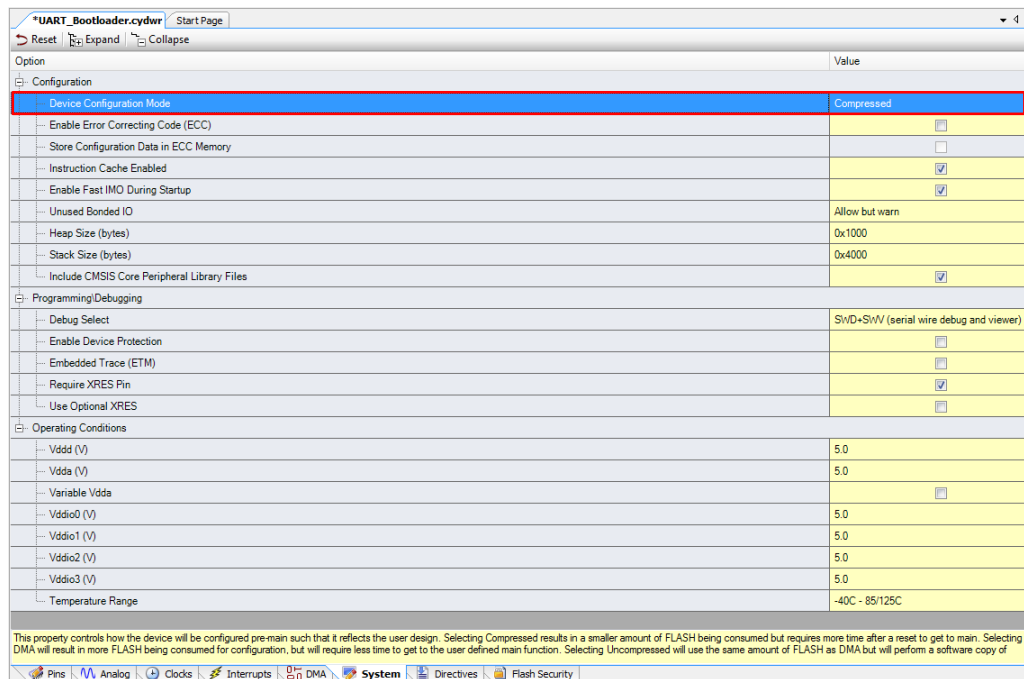 *UART_Bootloader.cydwr Start Page
Reset Expand Collapse
Option Value
Configuration
Device Configuration Mode Compressed
Enable Error Correcting Code (ECC)
Store Configuration Data in ECC Memory
Instruction Cache Enabled
Enable Fast IMO During Startup
Unused Bonded IO Allow but warn
Heap Size (bytes) 0x1000
Stack Size (bytes) 0x4000
Include CMSIS Core Peripheral Library Files
Programming\Debugging
Debug Select SWD+SWV (serial wire debug and viewer)
Enable Device Protection
Embedded Trace (ETM)
Require XRES Pin
Use Optional XRES
Operating Conditions
Vddd (V) 5.0
Vdda (V) 5.0
Variable Vdda
Vddio0 (V) 5.0
Vddio1 (V) 5.0
Vddio2 (V) 5.0
Vddio3 (V) 5.0
Temperature Range -40C - 85/125C
This property controls how the device will be configured pre-main such that it reflects the user design. Selecting Compressed results in a smaller amount of FLASH being consumed but requires more time after a reset to get to main. Selecting
DMA will result in more FLASH being consumed for configuration, but will require less time to get to the user defined main function. Selecting Uncompressed will use the same amount of FLASH as DMA but will perform a software copy of
Pins Analog Clocks Interrupts DMA System Directives Flash Security